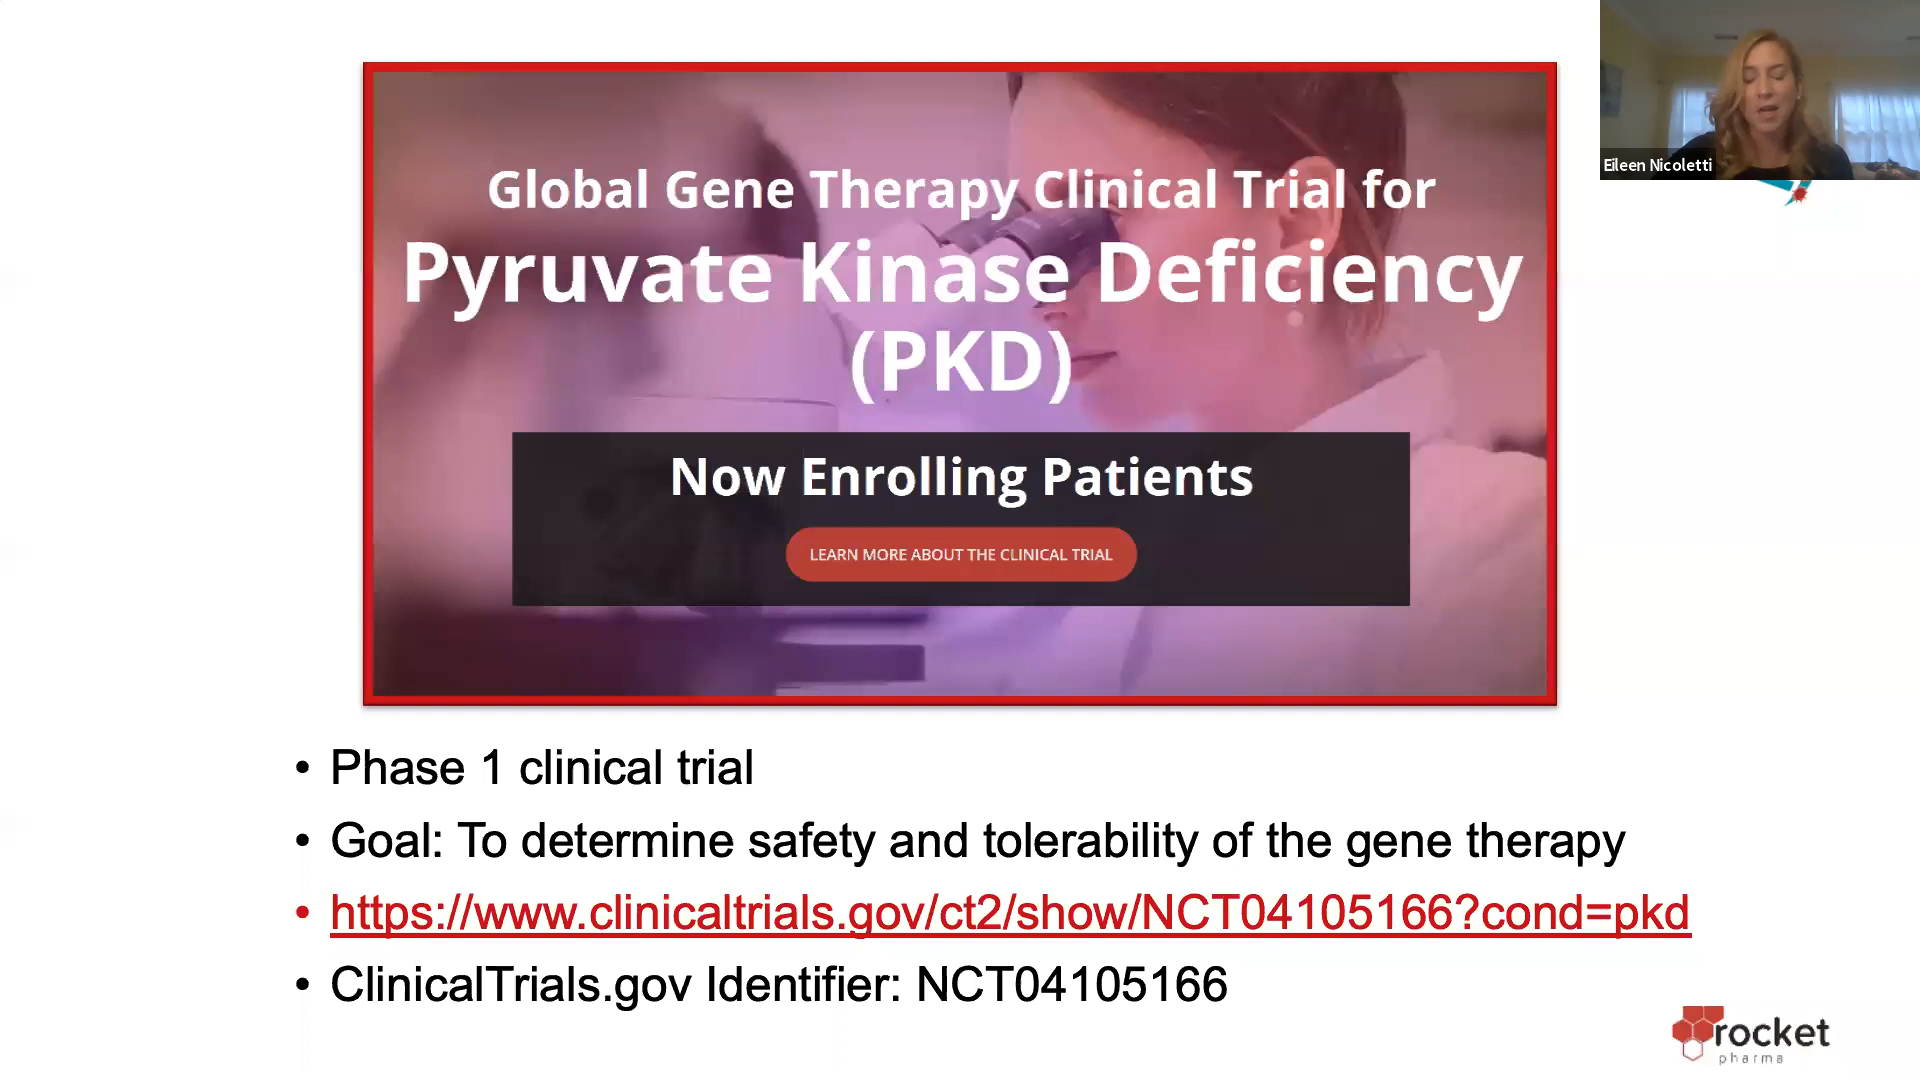 Global Gene Therapy Clinical Trial for
Pyruvate Kinase Deficiency
(PKD)
Now Enrolling Patients
LEARN MORE ABOUT THE CLINICAL TRIAL
Eileen Nicoletti
• Phase 1 clinical trial
• Goal: To determine safety and tolerability of the gene therapy
• https://www.clinicaltrials.gov/ct2/show/NCT04105166?cond=pkd
• ClinicalTrials.gov Identifier: NCT04105166
rocket
pharma